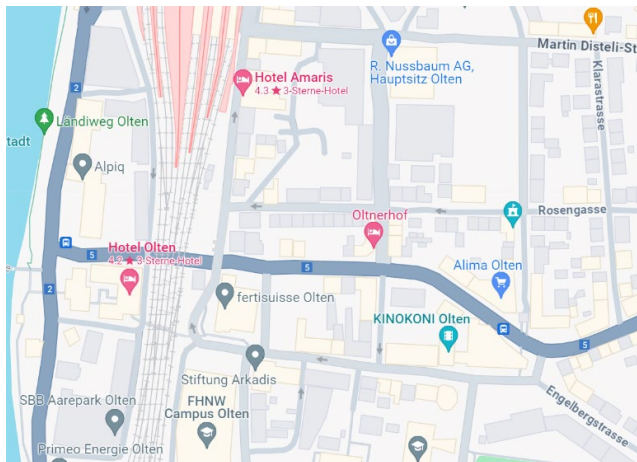 Martin Disteli-St
R. Nussbaum AG,
Hauptsitz Olten
Klarastrasse
Hotel Amaris
4.3 ★ 3-Sterne-Hotel
2
Landiweg Olten
tadt
Alpiq
Oltnerhof
Rosengasse
Hotel Olten
4.2 ★ 3-Sterne-Hotel
5
5
Alima Olten
2
fertisuisse Olten
KINOKONI Olten
5
Stiftung Arkadis
SBB Aarepark Olten
FHNW
Campus Olten
Engelbergstrasse
Primeo Energie Olten